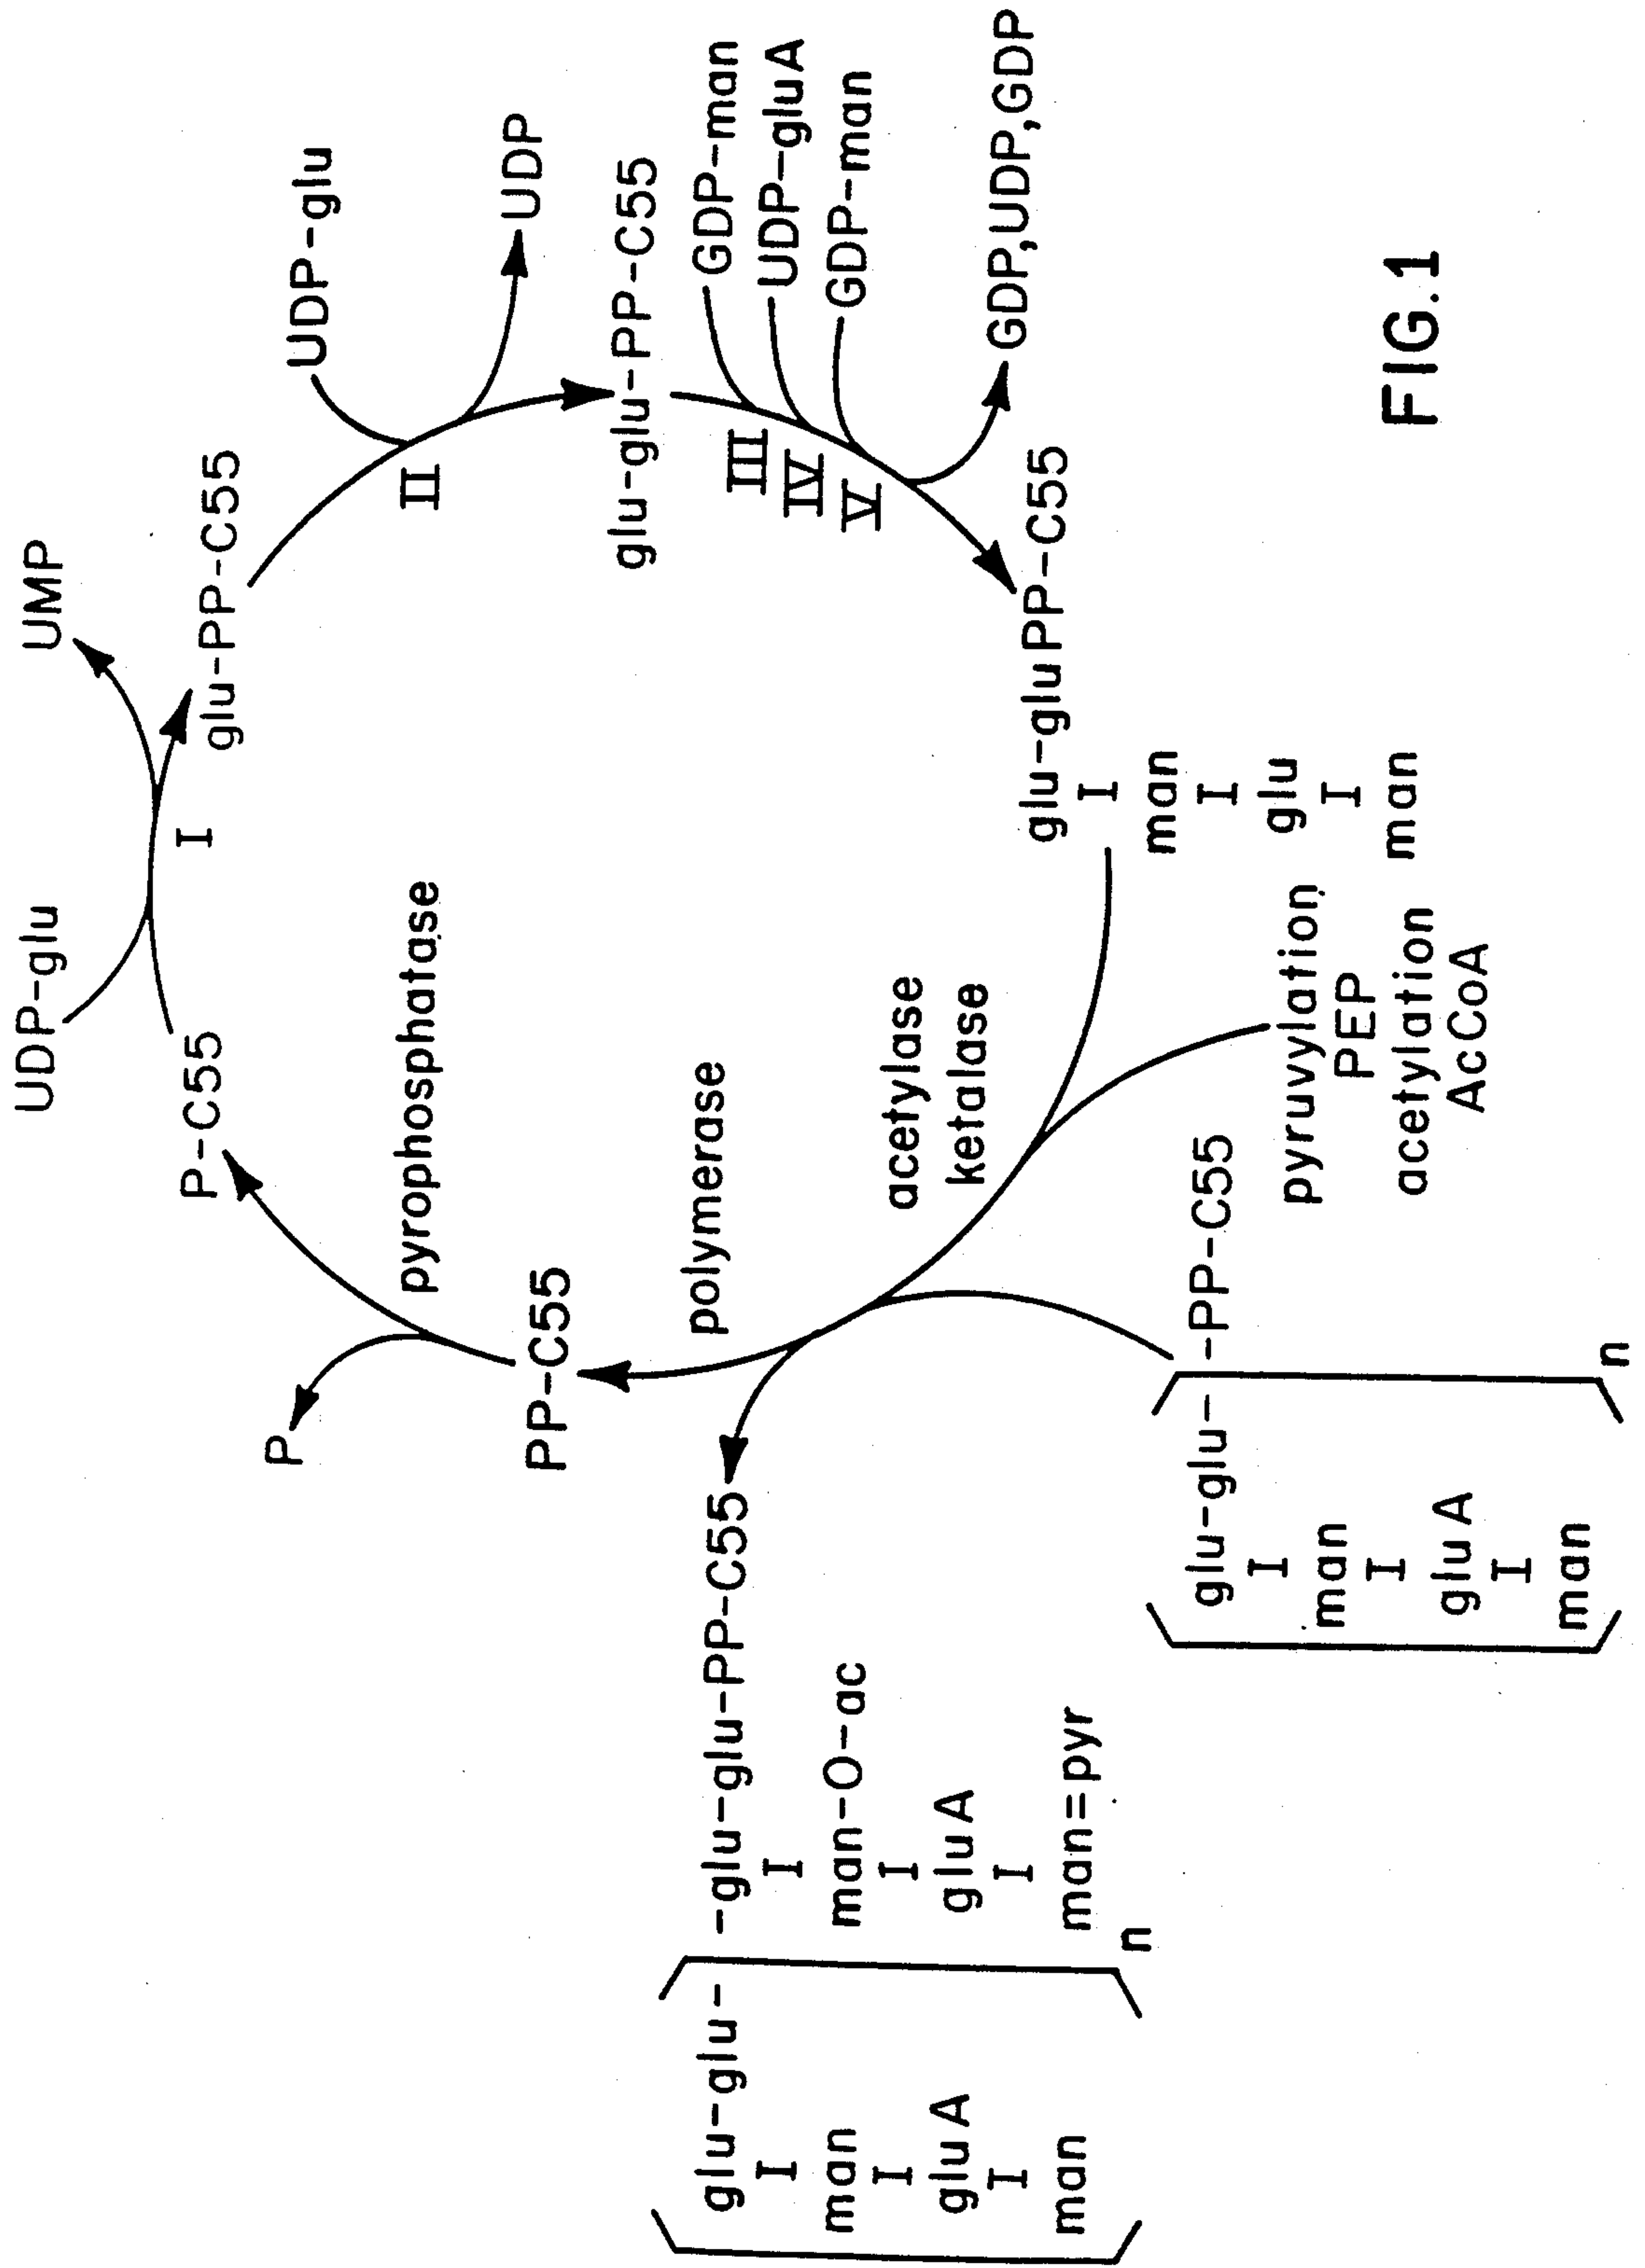 UDP-glu
UMP
P-C55
I
glu-PP-C55
UDP-glu
II
UDP
glu-glu-PP-C55
GDP-man
III
UDP-gluA
IV
GDP-man
V
GDP,UDP,GDP
glu-gluPP-C55
I
man
I
glu
I
man
acetylase
ketalase
pyruvylation
PEP
acetylation
AcCoA
polymerase
glu-glu--PP-C55
I
man
I
gluA
I
man
n
glu-glu--glu-glu-PP-C55
I I
man man-O-ac
I I
gluA gluA
I I
man man=pyr
n
PP-C55
pyrophosphatase
P
FIG.1